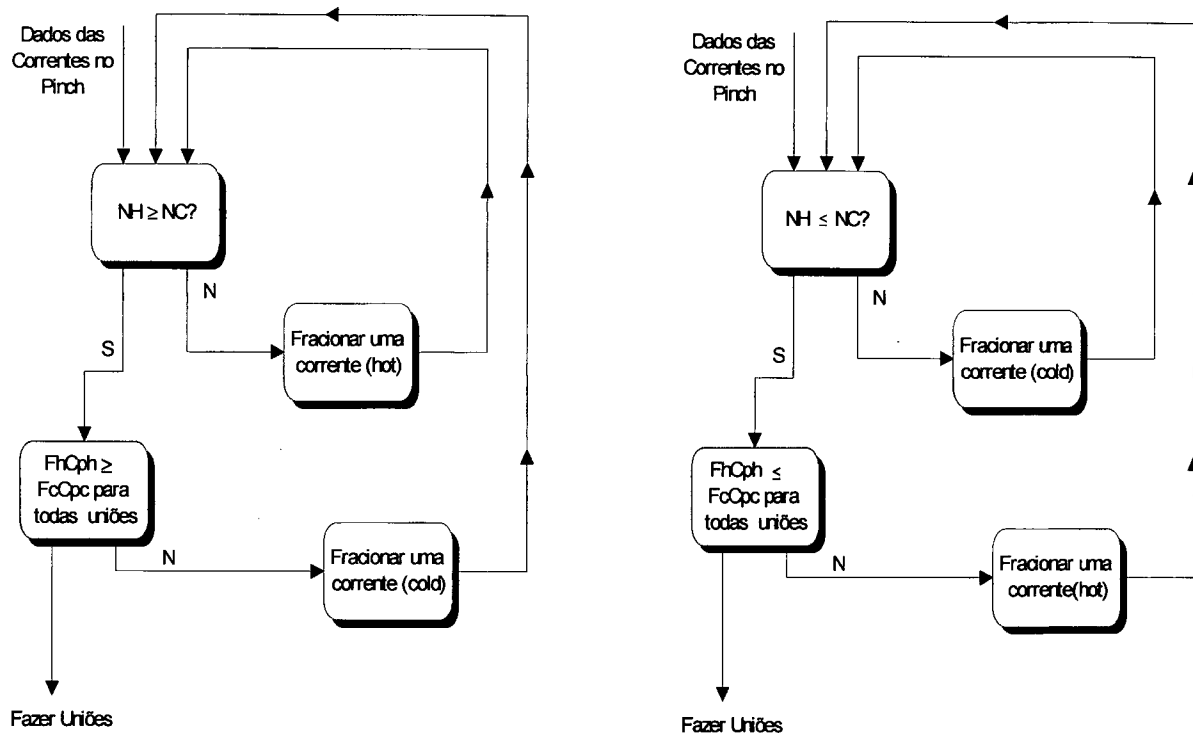 Dados das
Correntes no
Pinch
NH ≥ NC?
N
S
Fracionar uma
corrente (hot)
FhCph ≥
FcCpc para
todas uniões
N
Fracionar uma
corrente (cold)
Fazer Uniões
Dados das
Correntes no
Pinch
NH ≤ NC?
N
S
Fracionar uma
corrente (cold)
FhCph ≤
FcCpc para
todas uniões
N
Fracionar uma
corrente(hot)
Fazer Uniões